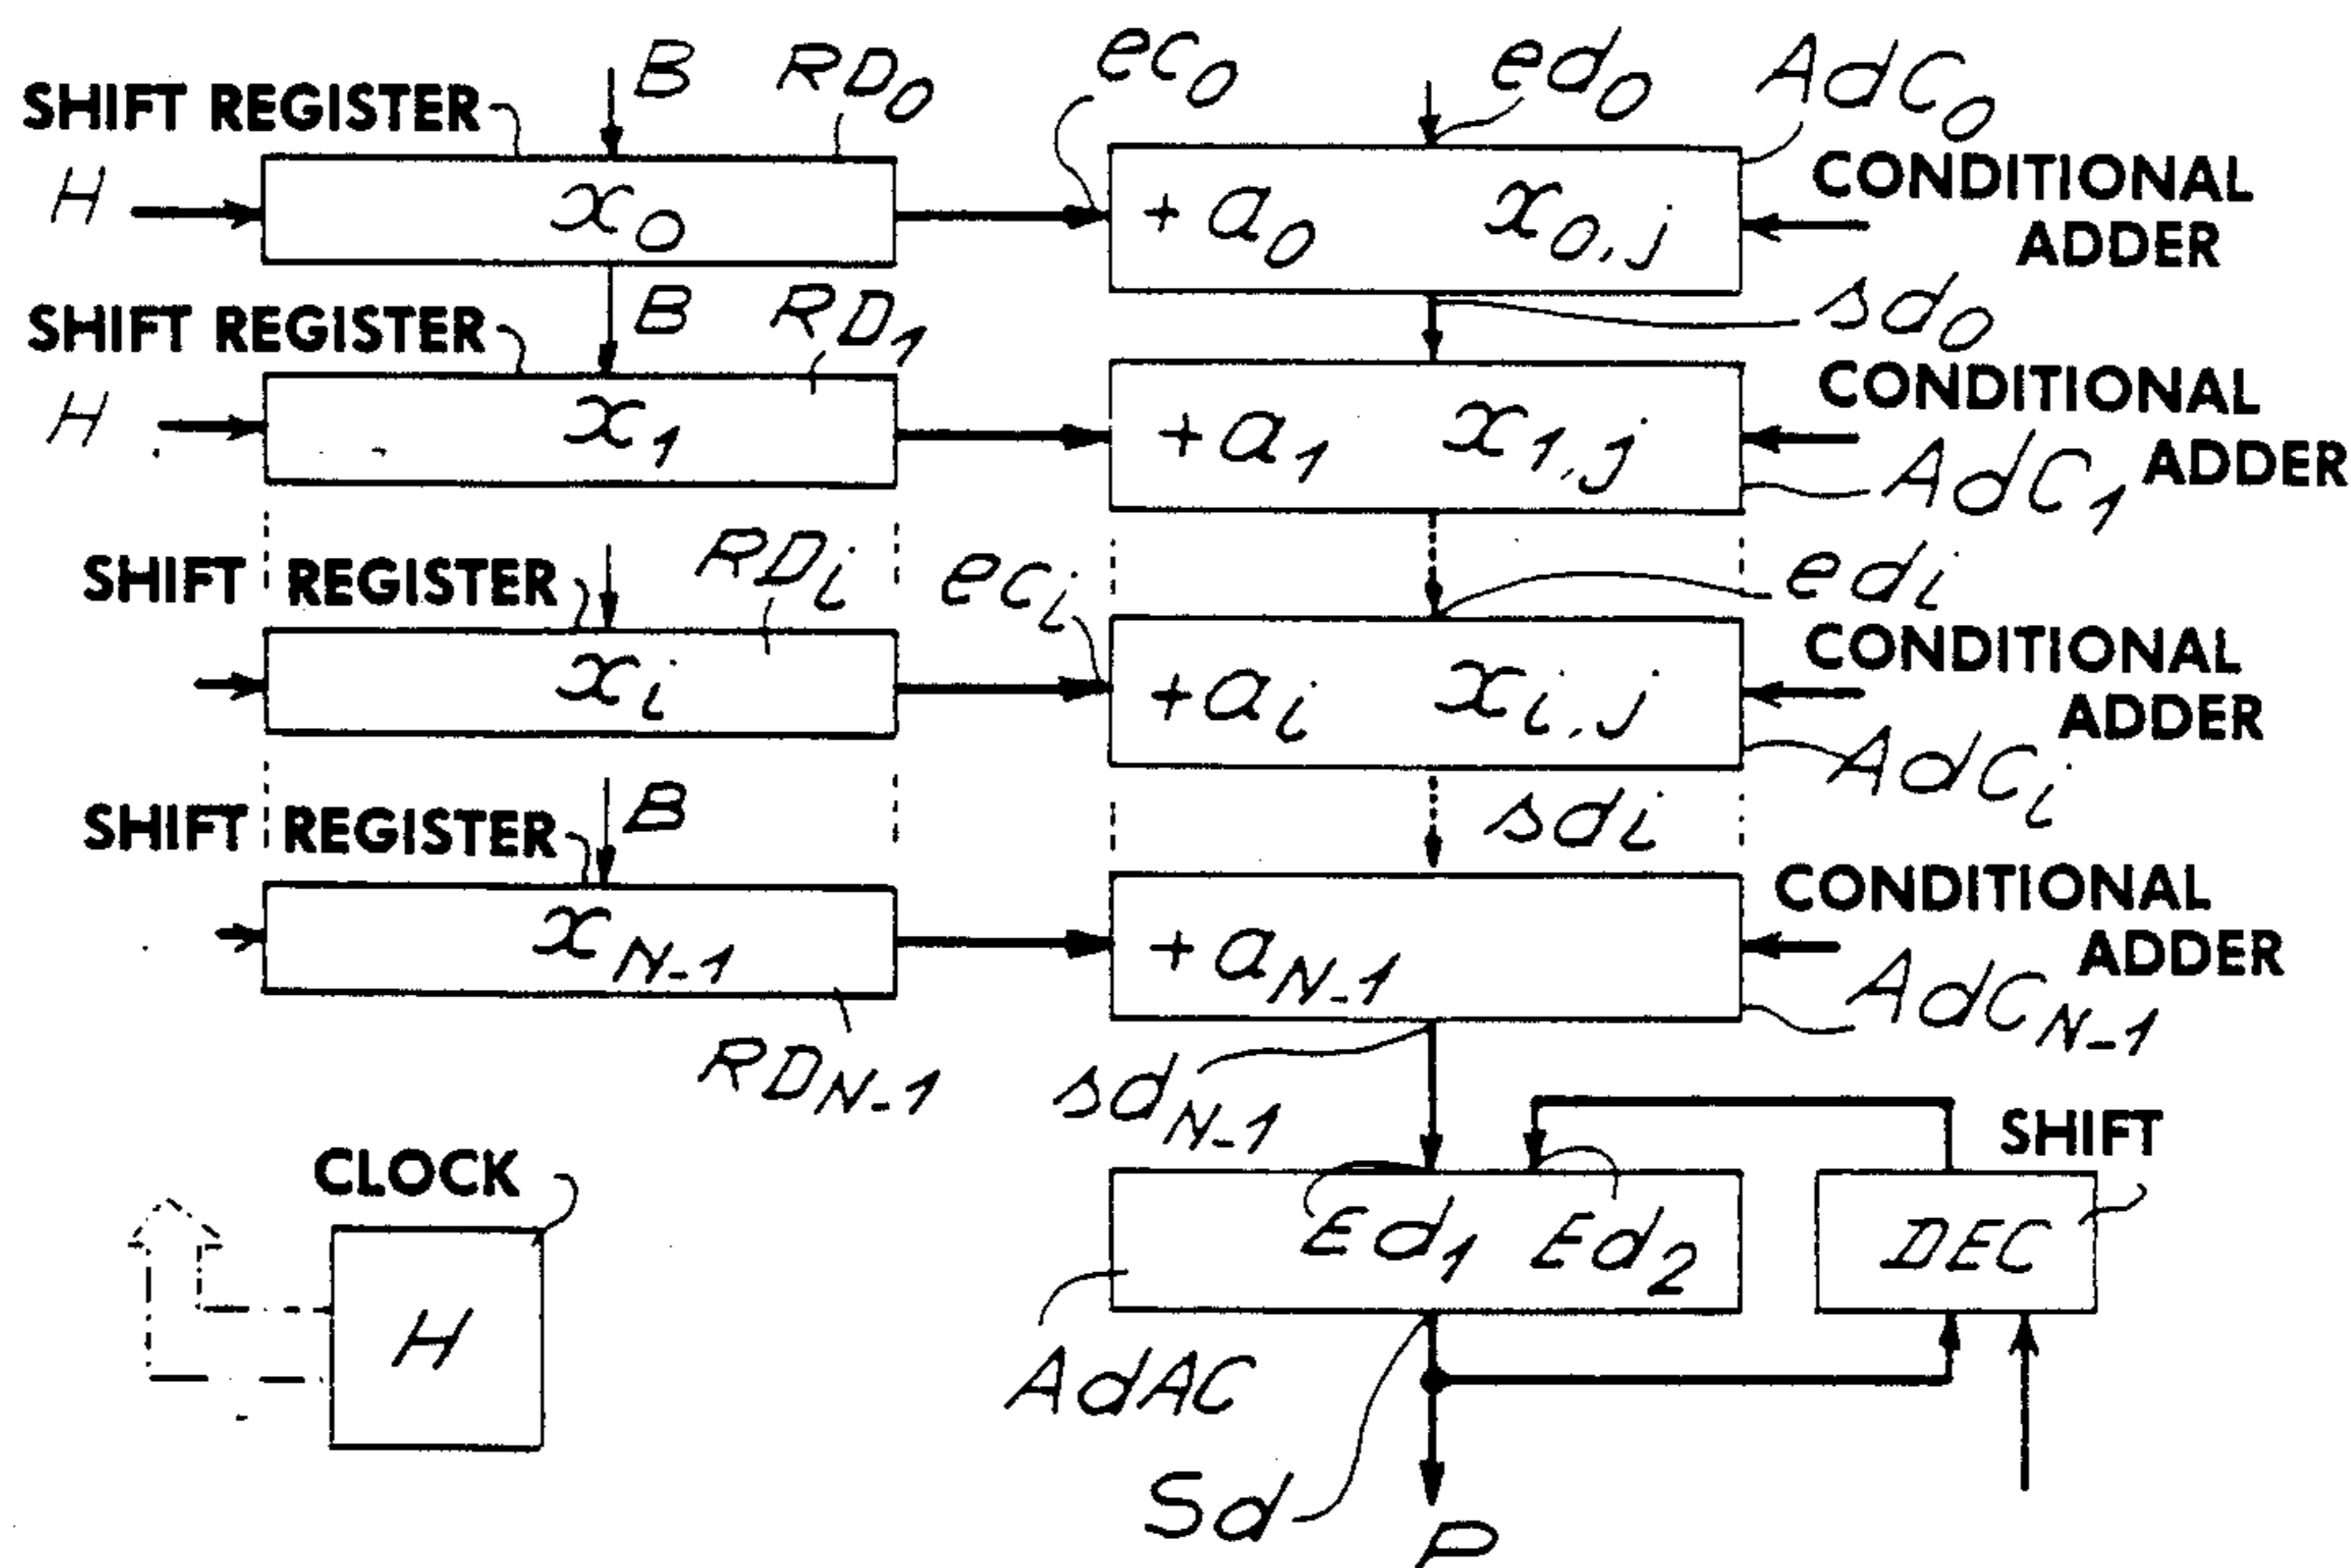 SHIFT REGISTER
B
RD0
ec0
ed0
AdC0
H
x0
+a0 x0,j
CONDITIONAL
ADDER
SHIFT REGISTER
B
RD1
sd0
H
x1
+a1 x1,j
CONDITIONAL
ADDER
AdC1
SHIFT REGISTER
RDi
eci
edi
xi
+ai xi,j
CONDITIONAL
ADDER
AdCi
SHIFT REGISTER
B
sdi
xN-1
+aN-1
CONDITIONAL
ADDER
AdCN-1
RDN-1
sdN-1
SHIFT
CLOCK
H
Ed1 Ed2
DEC
AdAC
Sd
P